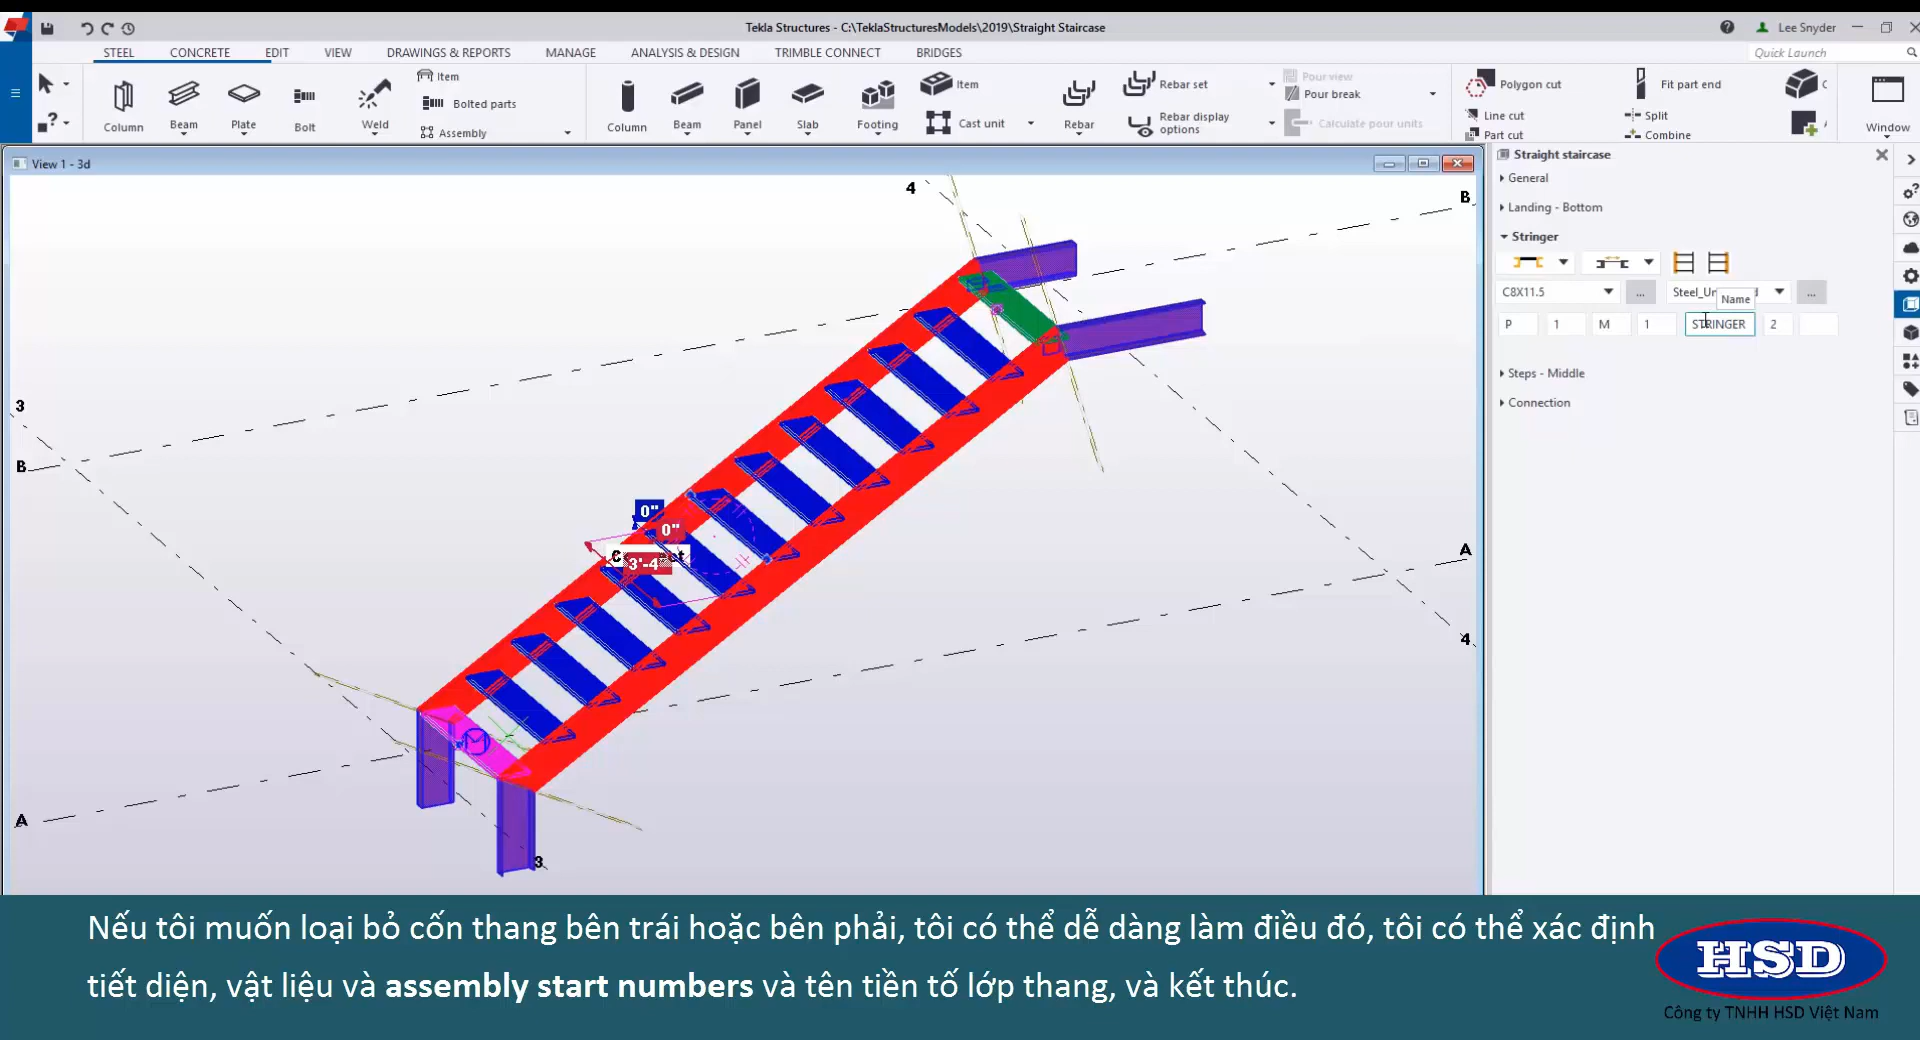 Tekla Structures - C:\TeklaStructuresModels\2019\Straight Staircase
Lee Snyder
STEEL CONCRETE EDIT VIEW DRAWINGS & REPORTS MANAGE ANALYSIS & DESIGN TRIMBLE CONNECT BRIDGES
Quick Launch
Column Beam Plate Bolt Weld
Item
Bolted parts
Assembly
Column Beam Panel Slab Footing
Item
Cast unit
Rebar
Rebar set
Rebar display options
Pour view
Pour break
Calculate pour units
Polygon cut
Line cut
Part cut
Fit part end
Split
Combine
Window
View 1 - 3d
4
B
3
B
A
4
A
3
0"
0"
3'-4
M
Straight staircase
General
Landing - Bottom
Stringer
C8X11.5 ... Steel_Un ...
Name
P 1 M 1 STRINGER 2
Steps - Middle
Connection
Nếu tôi muốn loại bỏ cốn thang bên trái hoặc bên phải, tôi có thể dễ dàng làm điều đó, tôi có thể xác định
tiết diện, vật liệu và assembly start numbers và tên tiền tố lớp thang, và kết thúc.
HSD
Công ty TNHH HSD Việt Nam